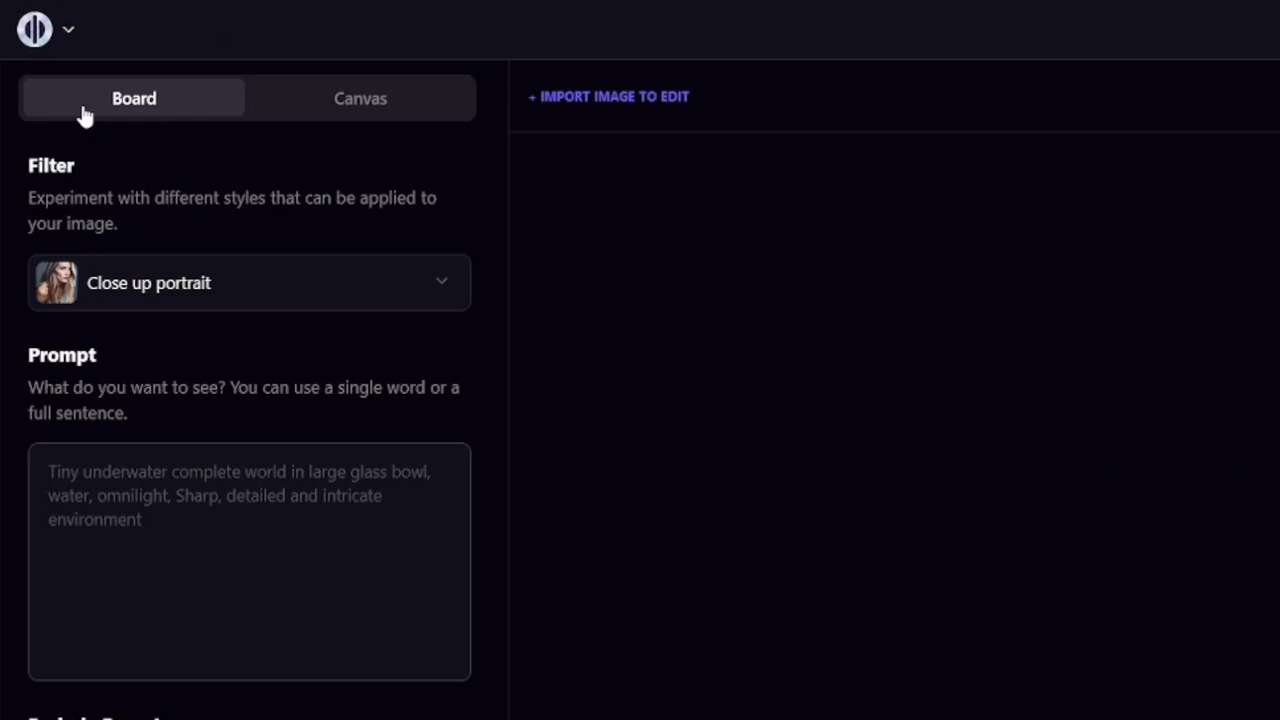 Board
Canvas
+ IMPORT IMAGE TO EDIT
Filter
Experiment with different styles that can be applied to
your image.
Close up portrait
Prompt
What do you want to see? You can use a single word or a
full sentence.
Tiny underwater complete world in large glass bowl,
water, omnilight, Sharp, detailed and intricate
environment